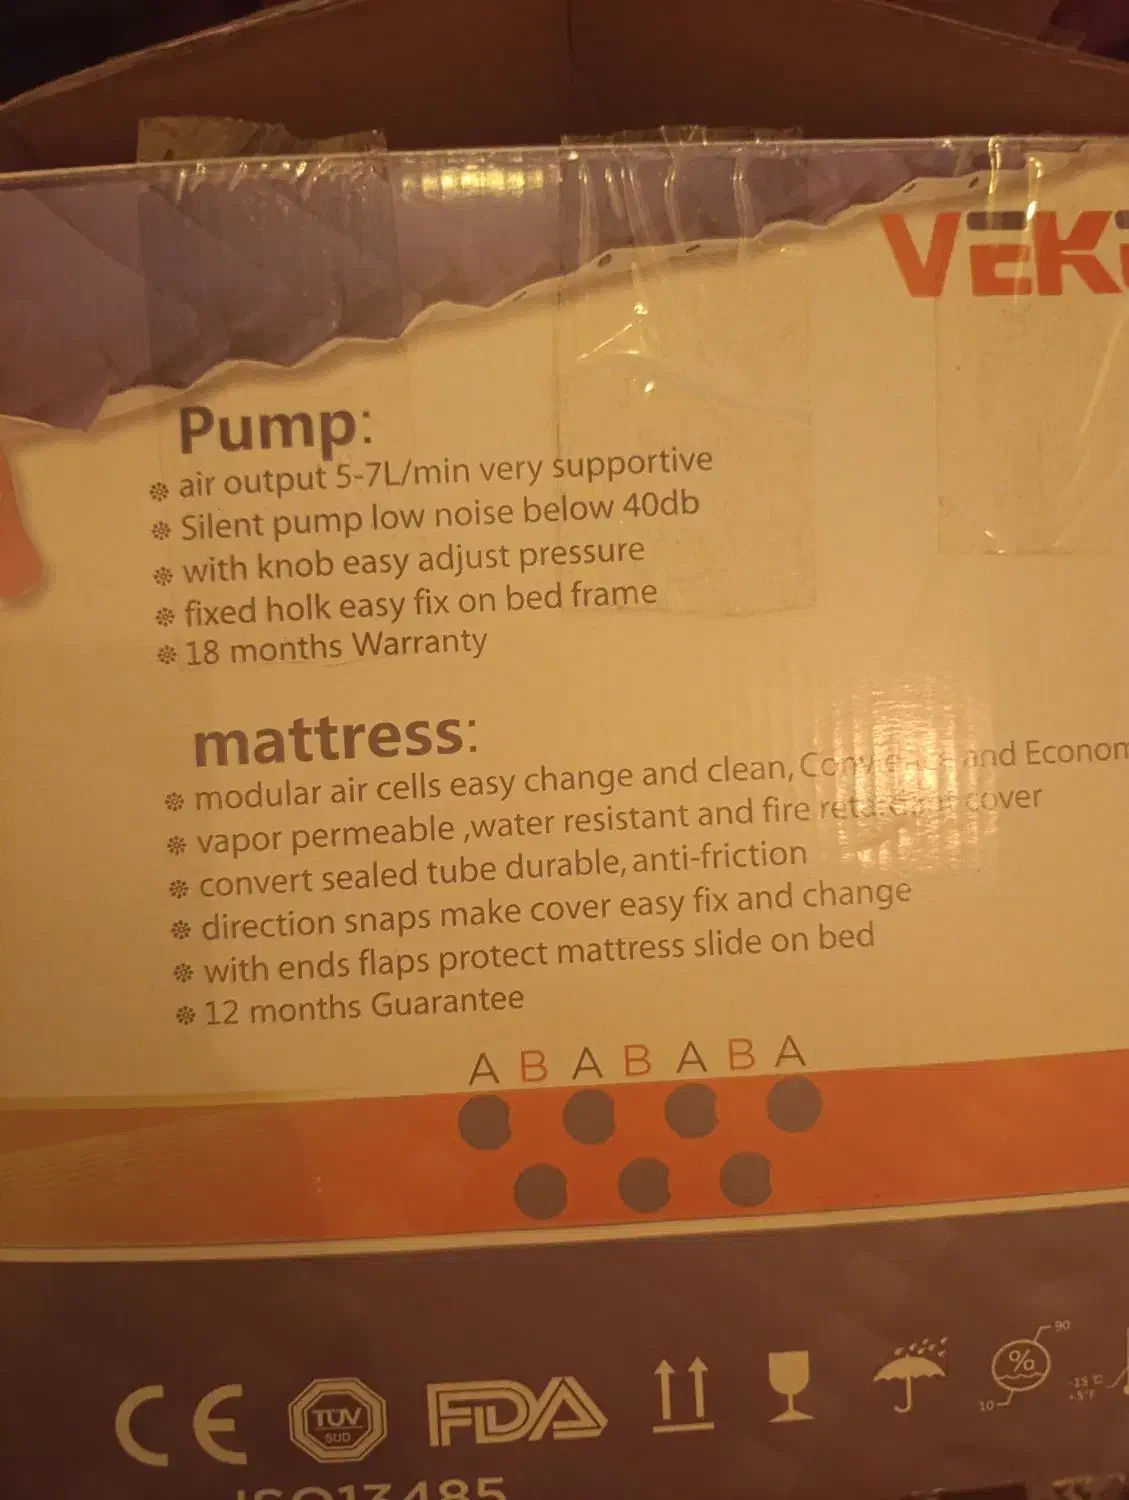 VEK
Pump:
❋ air output 5-7L/min very supportive
❋ Silent pump low noise below 40db
❋ with knob easy adjust pressure
❋ fixed holk easy fix on bed frame
❋ 18 months Warranty
mattress:
❋ modular air cells easy change and clean, and Econom
❋ vapor permeable ,water resistant and fire retardant cover
❋ convert sealed tube durable, anti-friction
❋ direction snaps make cover easy fix and change
❋ with ends flaps protect mattress slide on bed
❋ 12 months Guarantee
A B A B A B A
CE TÜV SUD FDA % 90 10
ISO13485